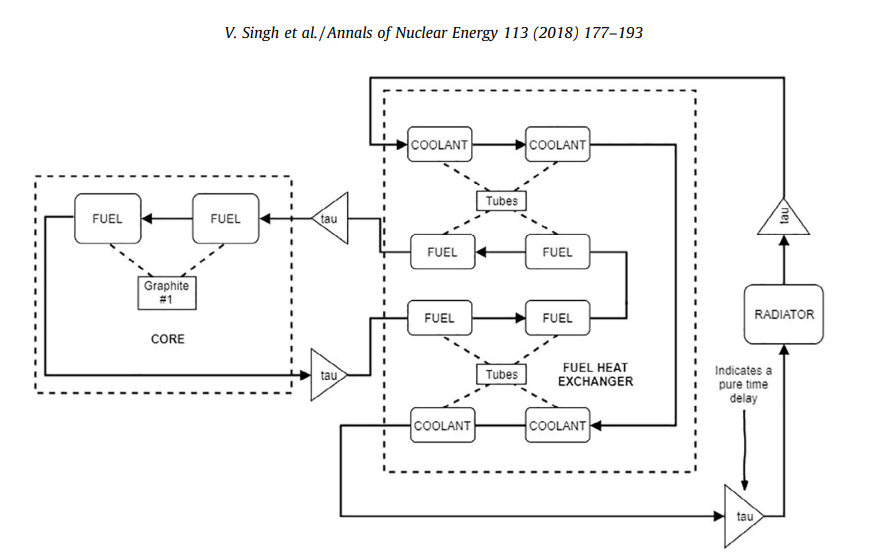 V. Singh et al. / Annals of Nuclear Energy 113 (2018) 177–193
COOLANT
COOLANT
Tubes
FUEL
FUEL
tau
FUEL
FUEL
tau
Graphite
#1
CORE
FUEL
FUEL
RADIATOR
tau
Tubes
FUEL HEAT
EXCHANGER
Indicates a
pure time
delay
COOLANT
COOLANT
tau